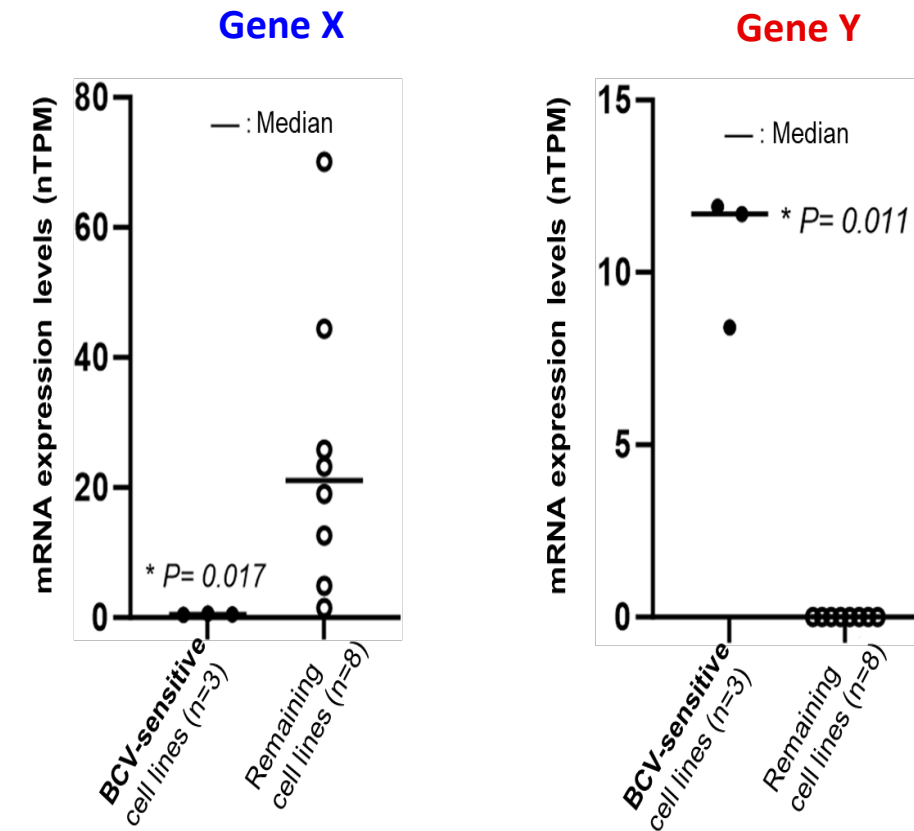 Gene X
mRNA expression levels (nTPM)
80
60
40
20
0
— : Median
* P= 0.017
BCV-sensitive
cell lines (n=3)
Remaining
cell lines (n=8)
Gene Y
mRNA expression levels (nTPM)
15
10
5
0
— : Median
* P= 0.011
BCV-sensitive
cell lines (n=3)
Remaining
cell lines (n=8)